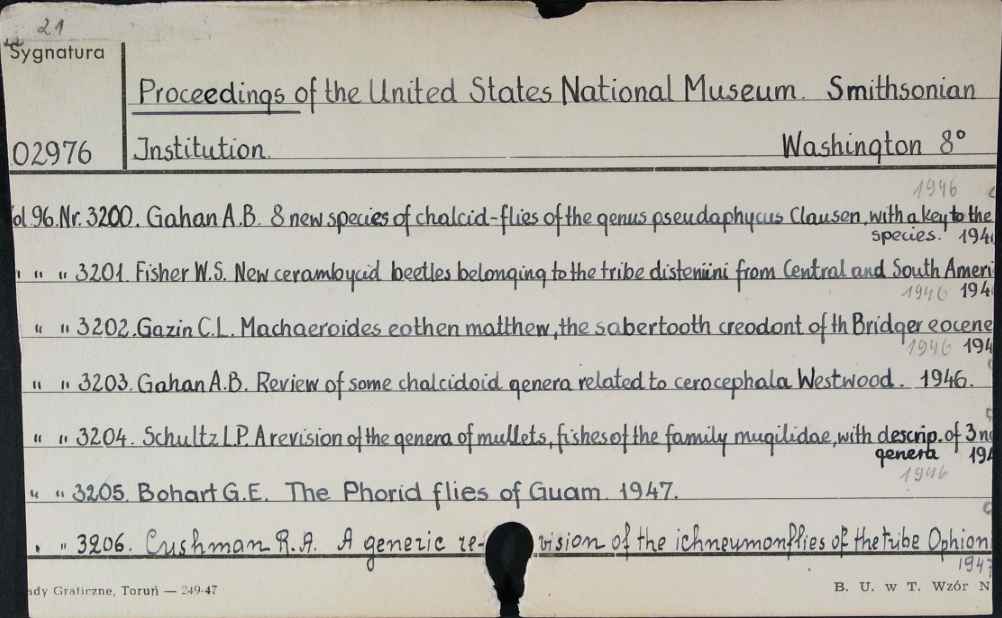 21
Sygnatura
Proceedings of the United States National Museum. Smithsonian
02976 Institution. Washington 8°
1946
ol 96. Nr. 3200. Gahan A.B. 8 new species of chalcid-flies of the genus pseudaphycus Clausen, with a key to the
species. 194
" " 3201. Fisher W.S. New cerambycid beetles belonging to the tribe disteniini from Central and South Ameri
1946 194
" " 3202. Gazin C.L. Machaeroides eothen matthew, the sabertooth creodont of th Bridger eocene
1946 194
" " 3203. Gahan A.B. Review of some chalcidoid genera related to cerocephala Westwood. 1946.
" " 3204. Schultz L.P. A revision of the genera of mullets, fishes of the family mugilidae, with descrip. of 3 n
genera 194
1946
" " 3205. Bohart G.E. The Phorid flies of Guam. 1947.
" 3206. Cushman R.A. A generic re-vision of the ichneumonflies of the tribe Ophion
1947
ady Graficzne, Toruń — 249-47 B. U. w T. Wzór N